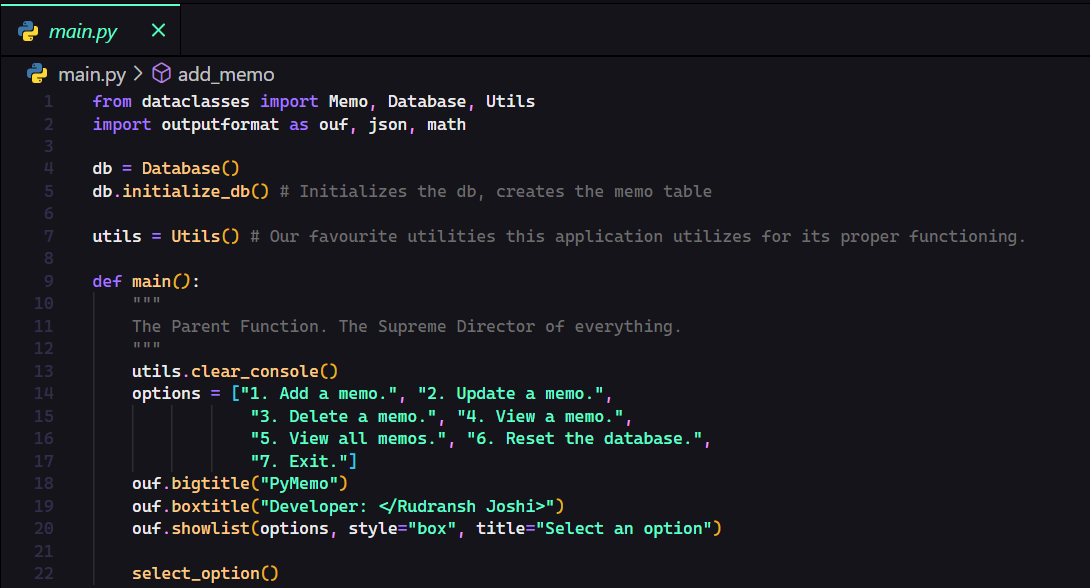 main.py ×
main.py > add_memo
1 from dataclasses import Memo, Database, Utils
2 import outputformat as ouf, json, math
3
4 db = Database()
5 db.initialize_db() # Initializes the db, creates the memo table
6
7 utils = Utils() # Our favourite utilities this application utilizes for its proper functioning.
8
9 def main():
10     """
11     The Parent Function. The Supreme Director of everything.
12     """
13     utils.clear_console()
14     options = ["1. Add a memo.", "2. Update a memo.",
15                 "3. Delete a memo.", "4. View a memo.",
16                 "5. View all memos.", "6. Reset the database.",
17                 "7. Exit."]
18     ouf.bigtitle("PyMemo")
19     ouf.boxtitle("Developer: </Rudransh Joshi>")
20     ouf.showlist(options, style="box", title="Select an option")
21
22     select_option()